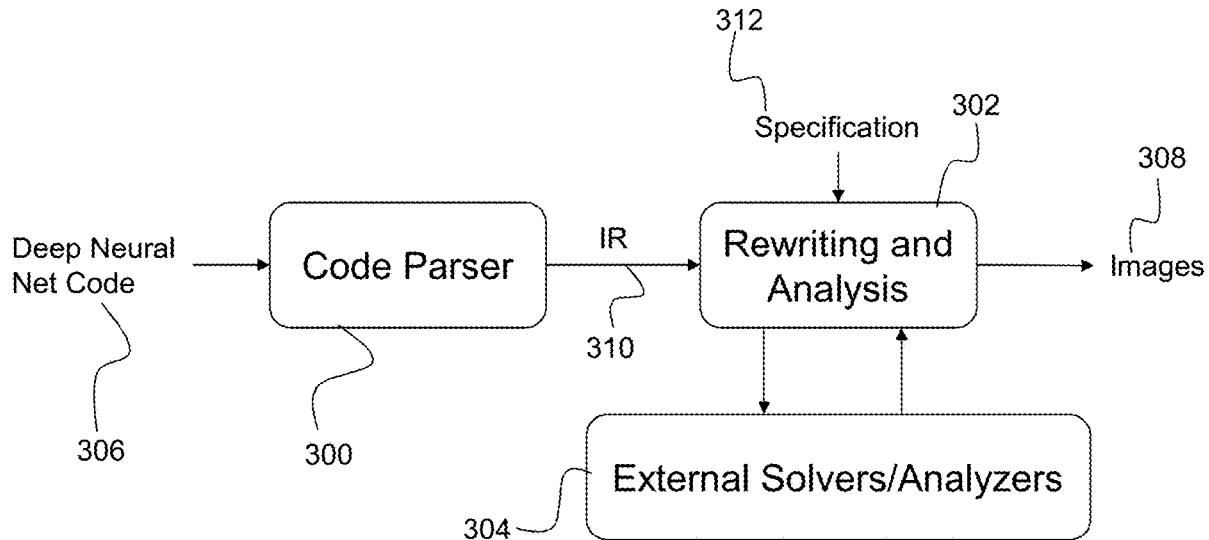 312
Specification
302
308
Deep Neural
Net Code
Code Parser
IR
Rewriting and
Analysis
Images
310
306
300
304
External Solvers/Analyzers